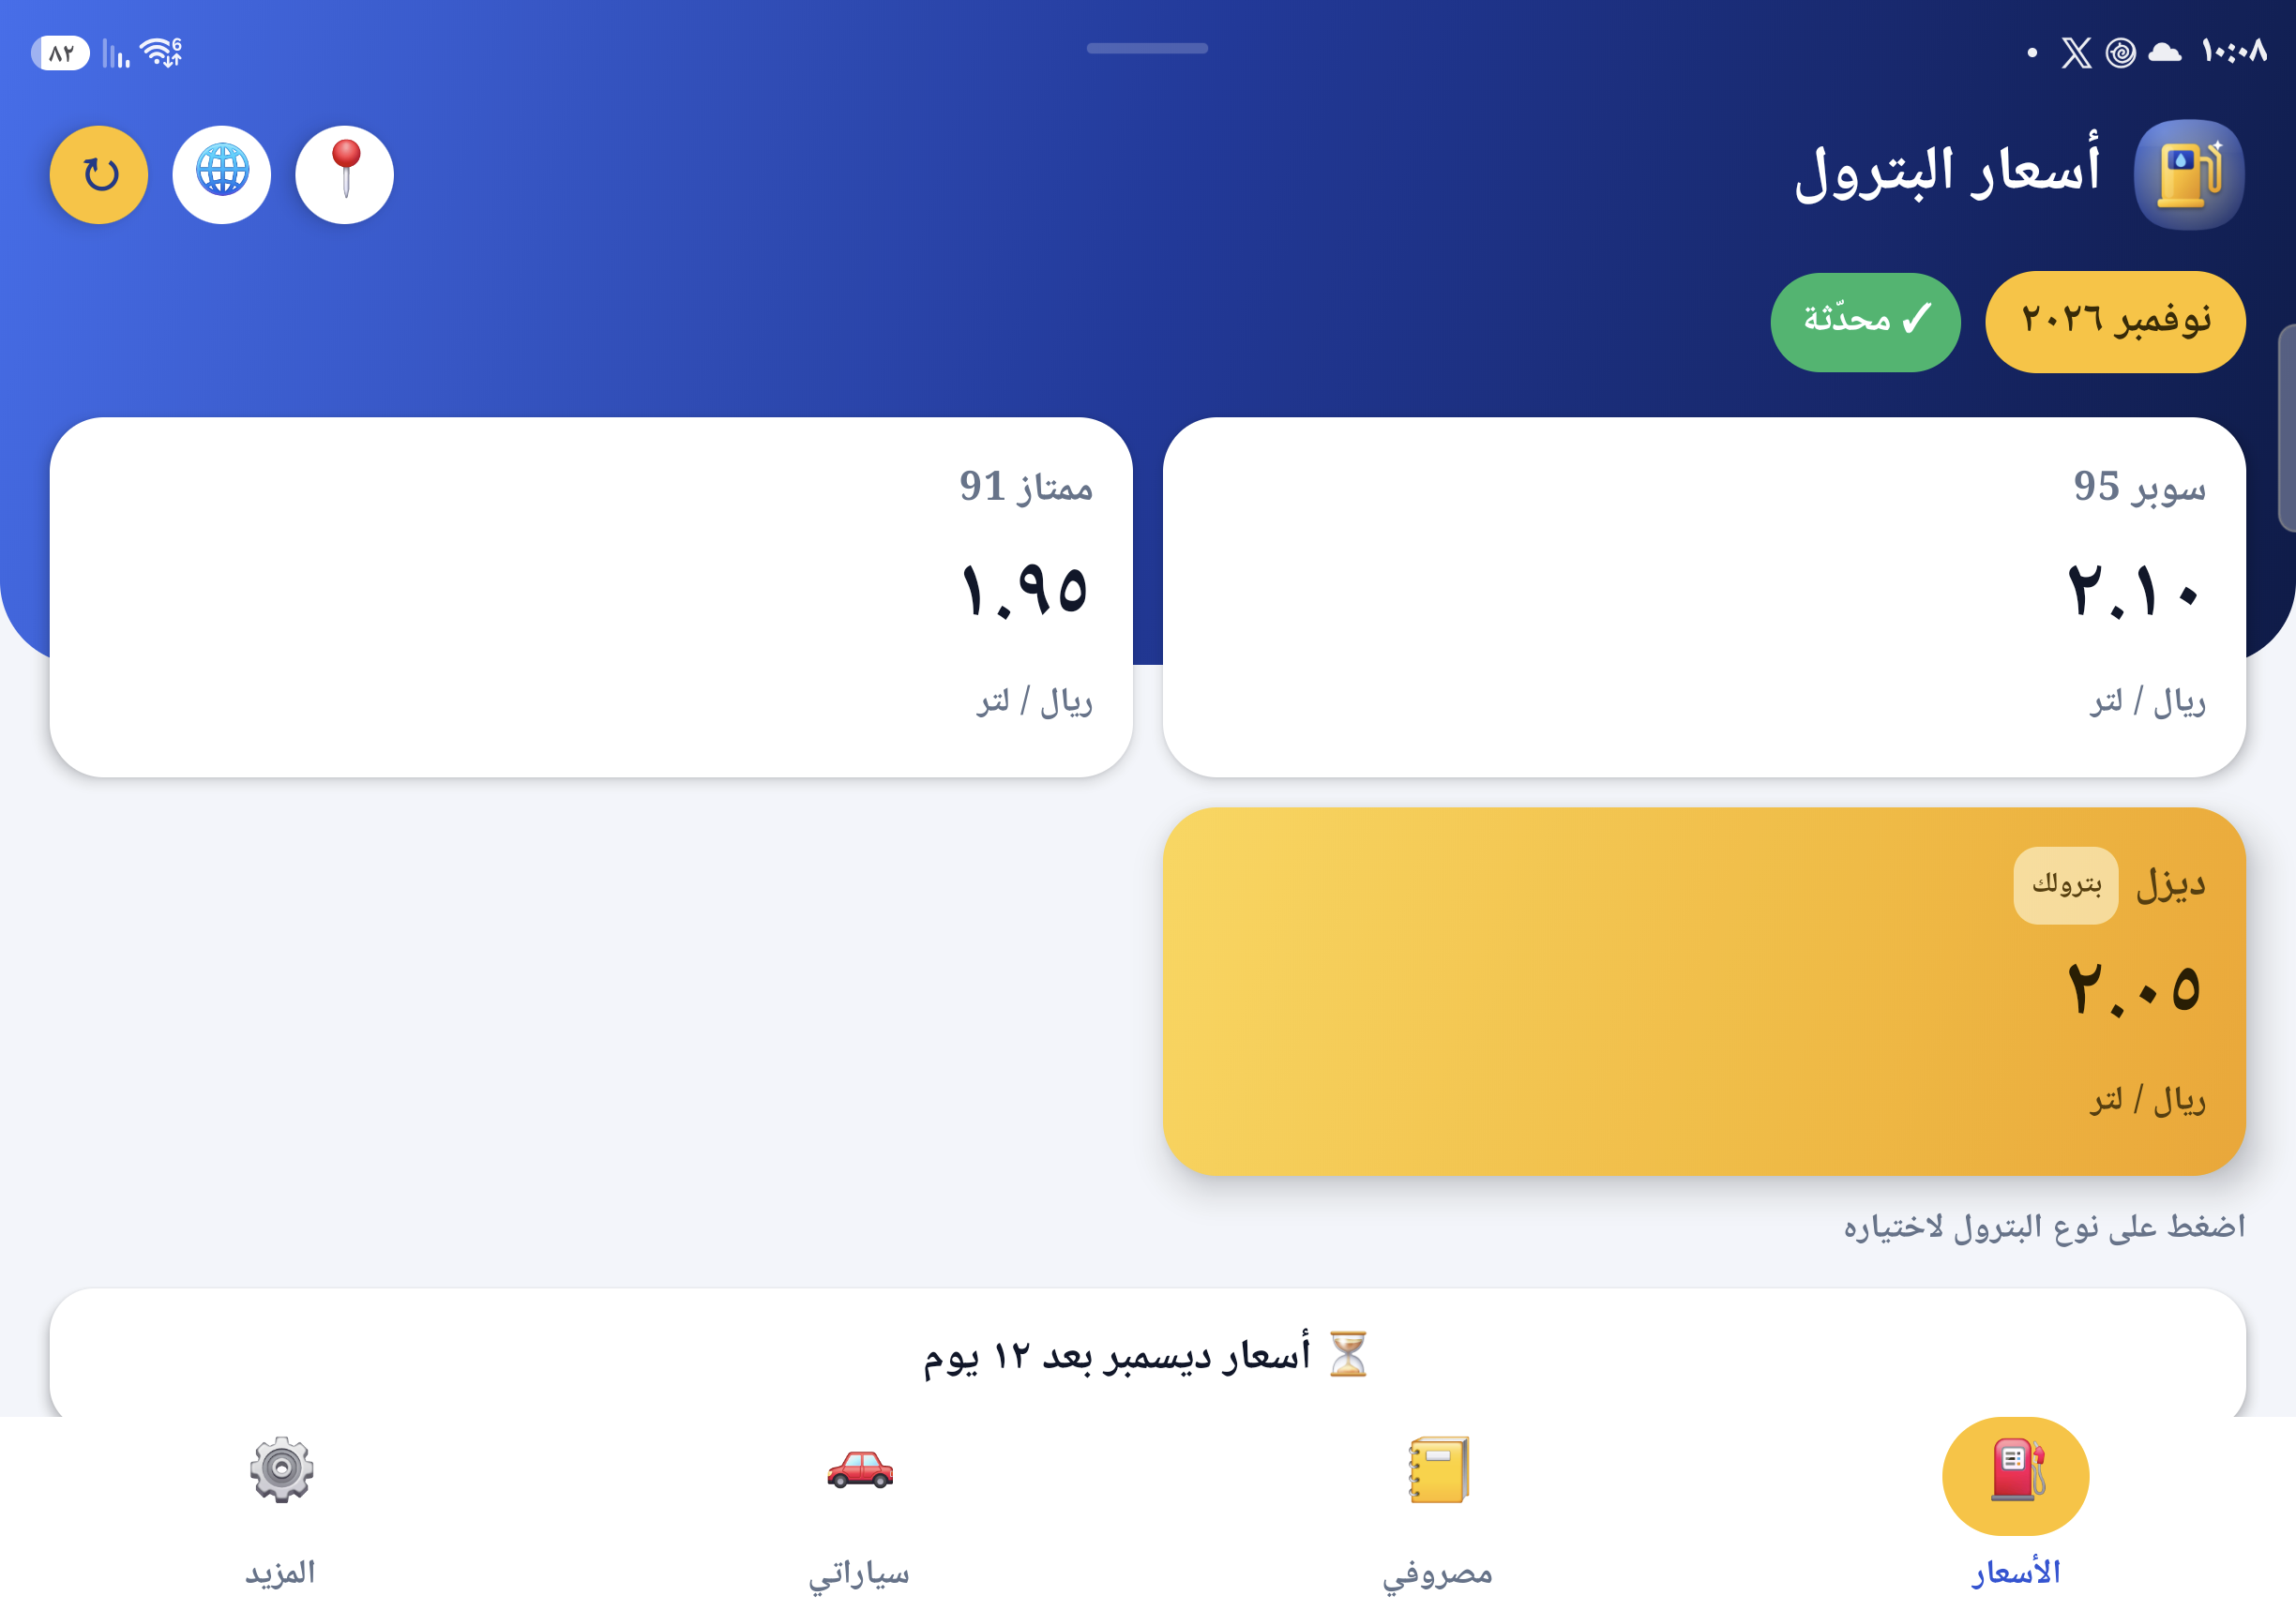 ١٠:٠٨
٨٢
6
أسعار البترول
نوفمبر ٢٠٢٦
✓ محدّثة
سوبر 95
٢.١٠
ريال / لتر
ممتاز 91
١.٩٥
ريال / لتر
ديزل بترولك
٢.٠٥
ريال / لتر
اضغط على نوع البترول لاختياره
⏳ أسعار ديسمبر بعد ١٢ يوم
الأسعار
مصروفي
سياراتي
المزيد